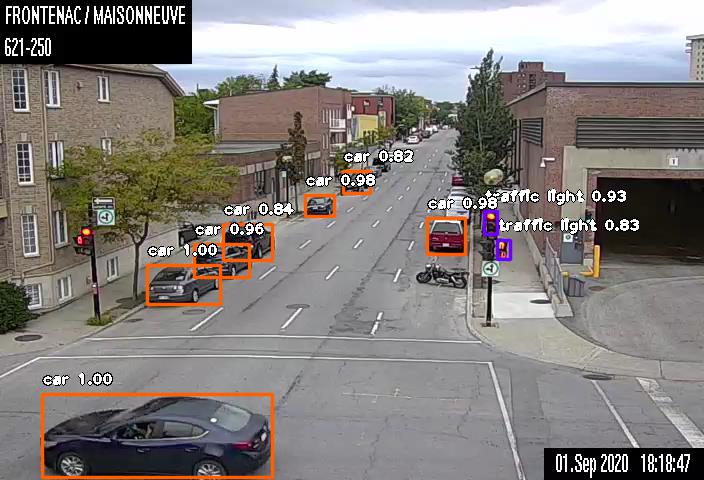 FRONTENAC / MAISONNEUVE
621-250
car 0.82
car 0.98
traffic light 0.93
car 0.84
car 0.98
traffic light 0.83
car 0.96
car 1.00
car 1.00
01.Sep 2020 18:18:47